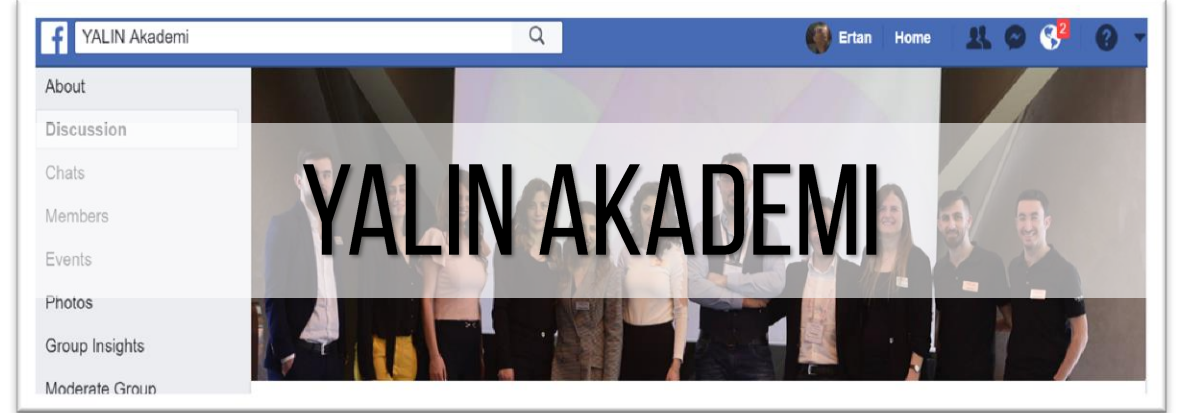 f YALIN Akademi Ertan Home 2 ?
About
Discussion
Chats
Members
Events
Photos
Group Insights
Moderate Group
YALIN AKADEMI